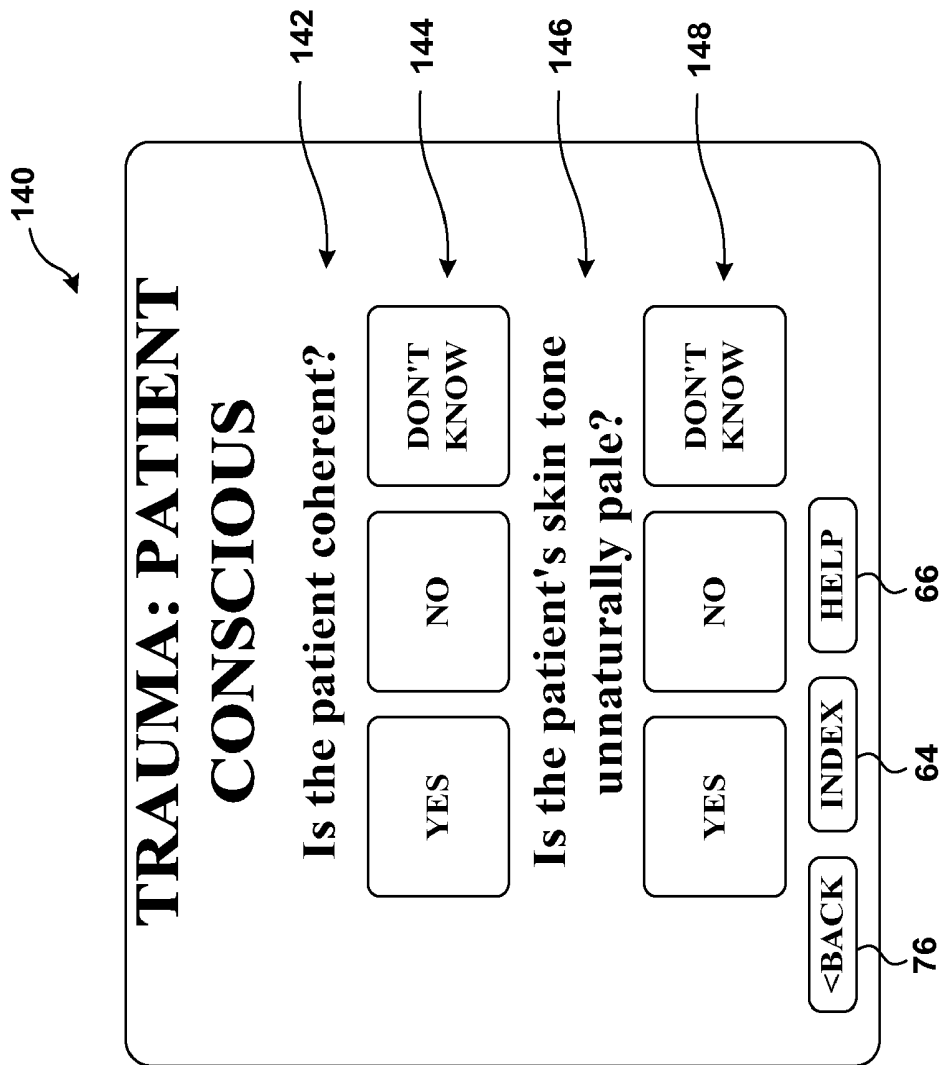 140
TRAUMA: PATIENT
CONSCIOUS
142
Is the patient coherent?
144
YES
NO
DON'T
KNOW
146
Is the patient's skin tone
unnaturally pale?
148
YES
NO
DON'T
KNOW
<BACK
INDEX
HELP
76
64
66